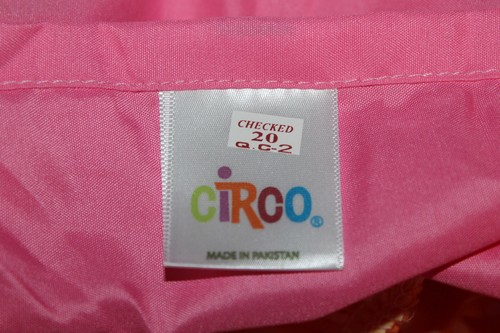 CHECKED
20
Q.C-2
CiRCO®
MADE IN PAKISTAN